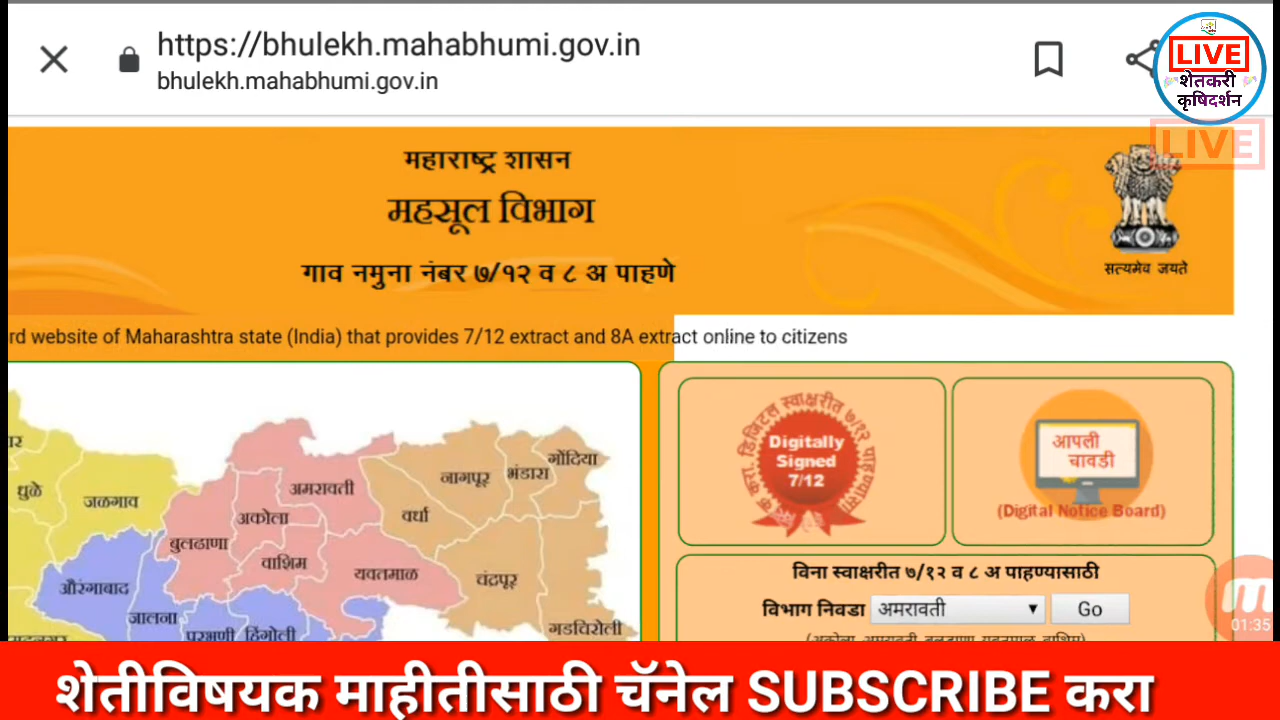 https://bhulekh.mahabhumi.gov.in
bhulekh.mahabhumi.gov.in
LIVE
शेतकरी
कृषिदर्शन
LIVE
महाराष्ट्र शासन
महसूल विभाग
गाव नमुना नंबर ७/१२ व ८ अ पाहणे
सत्यमेव जयते
rd website of Maharashtra state (India) that provides 7/12 extract and 8A extract online to citizens
धुळे
जळगाव
बुलढाणा
अकोला
अमरावती
वाशिम
यवतमाळ
नागपूर
वर्धा
भंडारा
गोंदिया
चंद्रपूर
गडचिरोली
औरंगाबाद
जालना
परभणी हिंगोली
Digitally
Signed
7/12
आपली
चावडी
(Digital Notice Board)
विना स्वाक्षरीत ७/१२ व ८ अ पाहण्यासाठी
विभाग निवडा अमरावती Go
01:35
शेतीविषयक माहीतीसाठी चॅनेल SUBSCRIBE करा